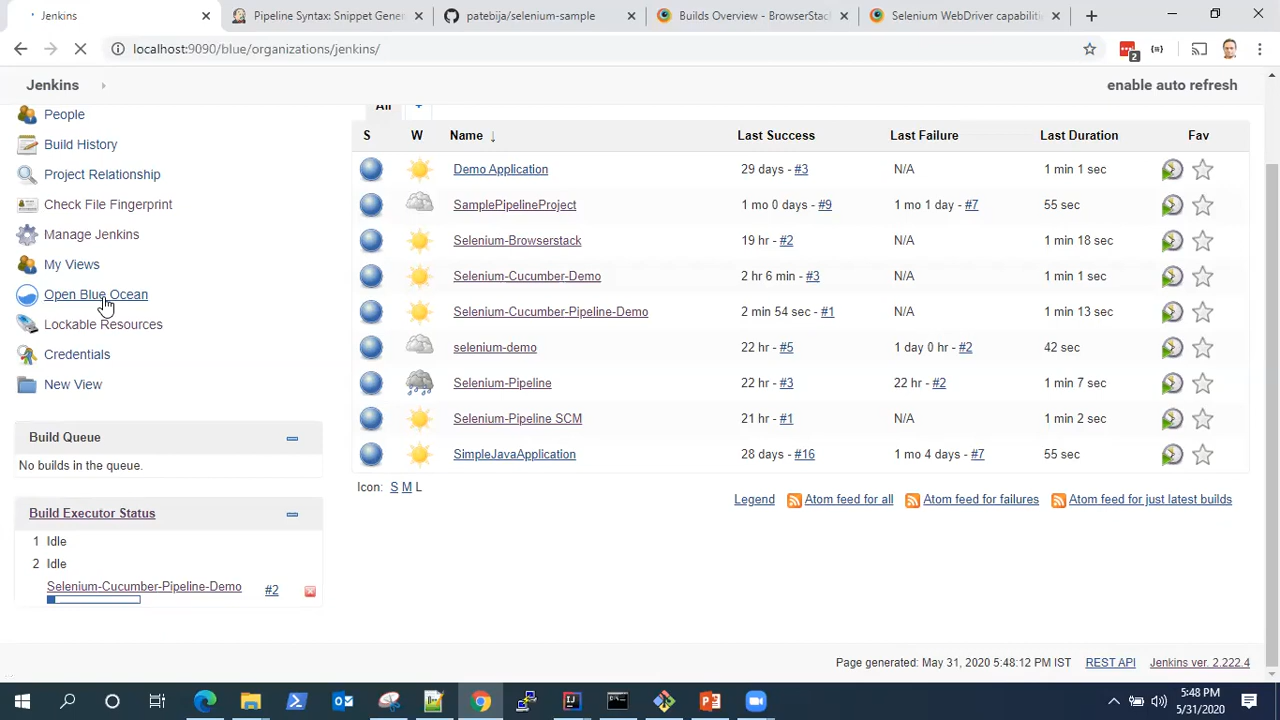 Jenkins
Pipeline Syntax: Snippet Gener
patebija/selenium-sample
Builds Overview - BrowserStac
Selenium WebDriver capabiliti
localhost:9090/blue/organizations/jenkins/
2
Jenkins
enable auto refresh
All +
People
Build History
Project Relationship
Check File Fingerprint
Manage Jenkins
My Views
Open Blue Ocean
Lockable Resources
Credentials
New View
Build Queue
No builds in the queue.
Build Executor Status
1 Idle
2 Idle
Selenium-Cucumber-Pipeline-Demo #2
S W Name ↓ Last Success Last Failure Last Duration Fav
Demo Application 29 days - #3 N/A 1 min 1 sec
SamplePipelineProject 1 mo 0 days - #9 1 mo 1 day - #7 55 sec
Selenium-Browserstack 19 hr - #2 N/A 1 min 18 sec
Selenium-Cucumber-Demo 2 hr 6 min - #3 N/A 1 min 1 sec
Selenium-Cucumber-Pipeline-Demo 2 min 54 sec - #1 N/A 1 min 13 sec
selenium-demo 22 hr - #5 1 day 0 hr - #2 42 sec
Selenium-Pipeline 22 hr - #3 22 hr - #2 1 min 7 sec
Selenium-Pipeline SCM 21 hr - #1 N/A 1 min 2 sec
SimpleJavaApplication 28 days - #16 1 mo 4 days - #7 55 sec
Icon: S M L
Legend Atom feed for all Atom feed for failures Atom feed for just latest builds
Page generated: May 31, 2020 5:48:12 PM IST REST API Jenkins ver. 2.222.4
5:48 PM
5/31/2020